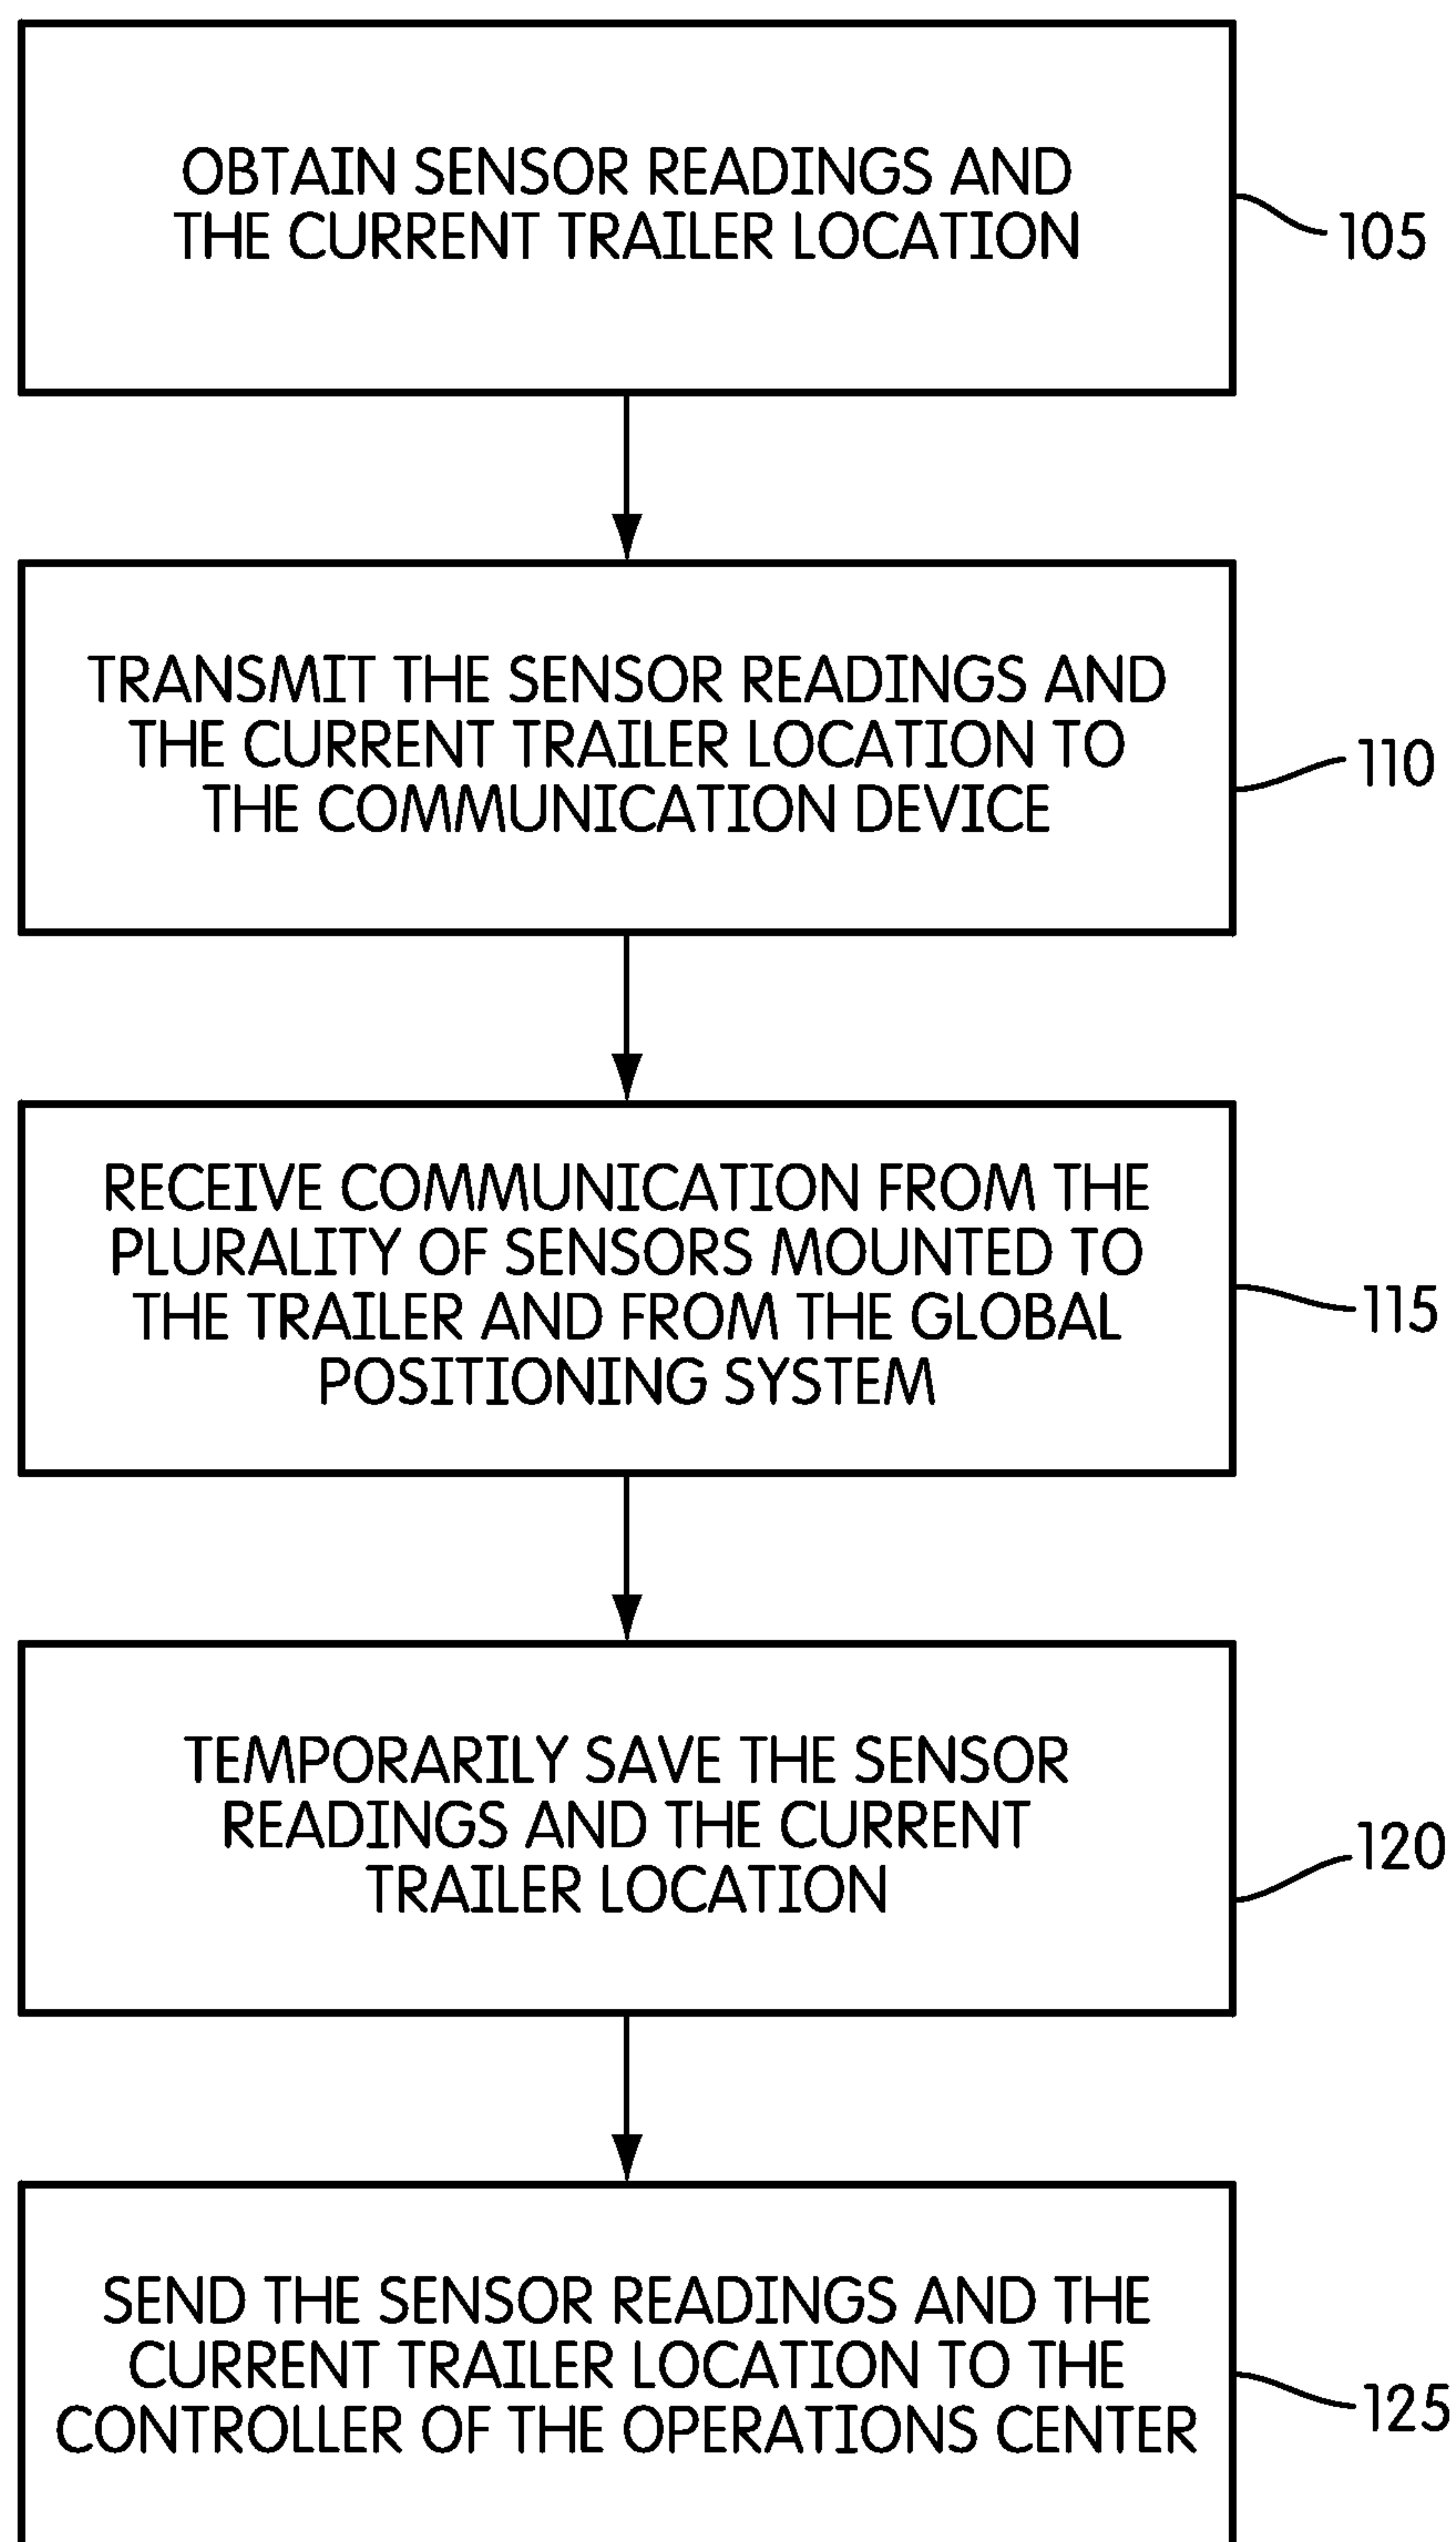 OBTAIN SENSOR READINGS AND
THE CURRENT TRAILER LOCATION
105
TRANSMIT THE SENSOR READINGS AND
THE CURRENT TRAILER LOCATION TO
THE COMMUNICATION DEVICE
110
RECEIVE COMMUNICATION FROM THE
PLURALITY OF SENSORS MOUNTED TO
THE TRAILER AND FROM THE GLOBAL
POSITIONING SYSTEM
115
TEMPORARILY SAVE THE SENSOR
READINGS AND THE CURRENT
TRAILER LOCATION
120
SEND THE SENSOR READINGS AND THE
CURRENT TRAILER LOCATION TO THE
CONTROLLER OF THE OPERATIONS CENTER
125